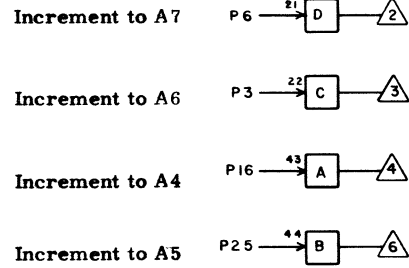 Increment to A7 P6 21 D 2
Increment to A6 P3 22 C 3
Increment to A4 P16 43 A 4
Increment to A5 P25 44 B 6